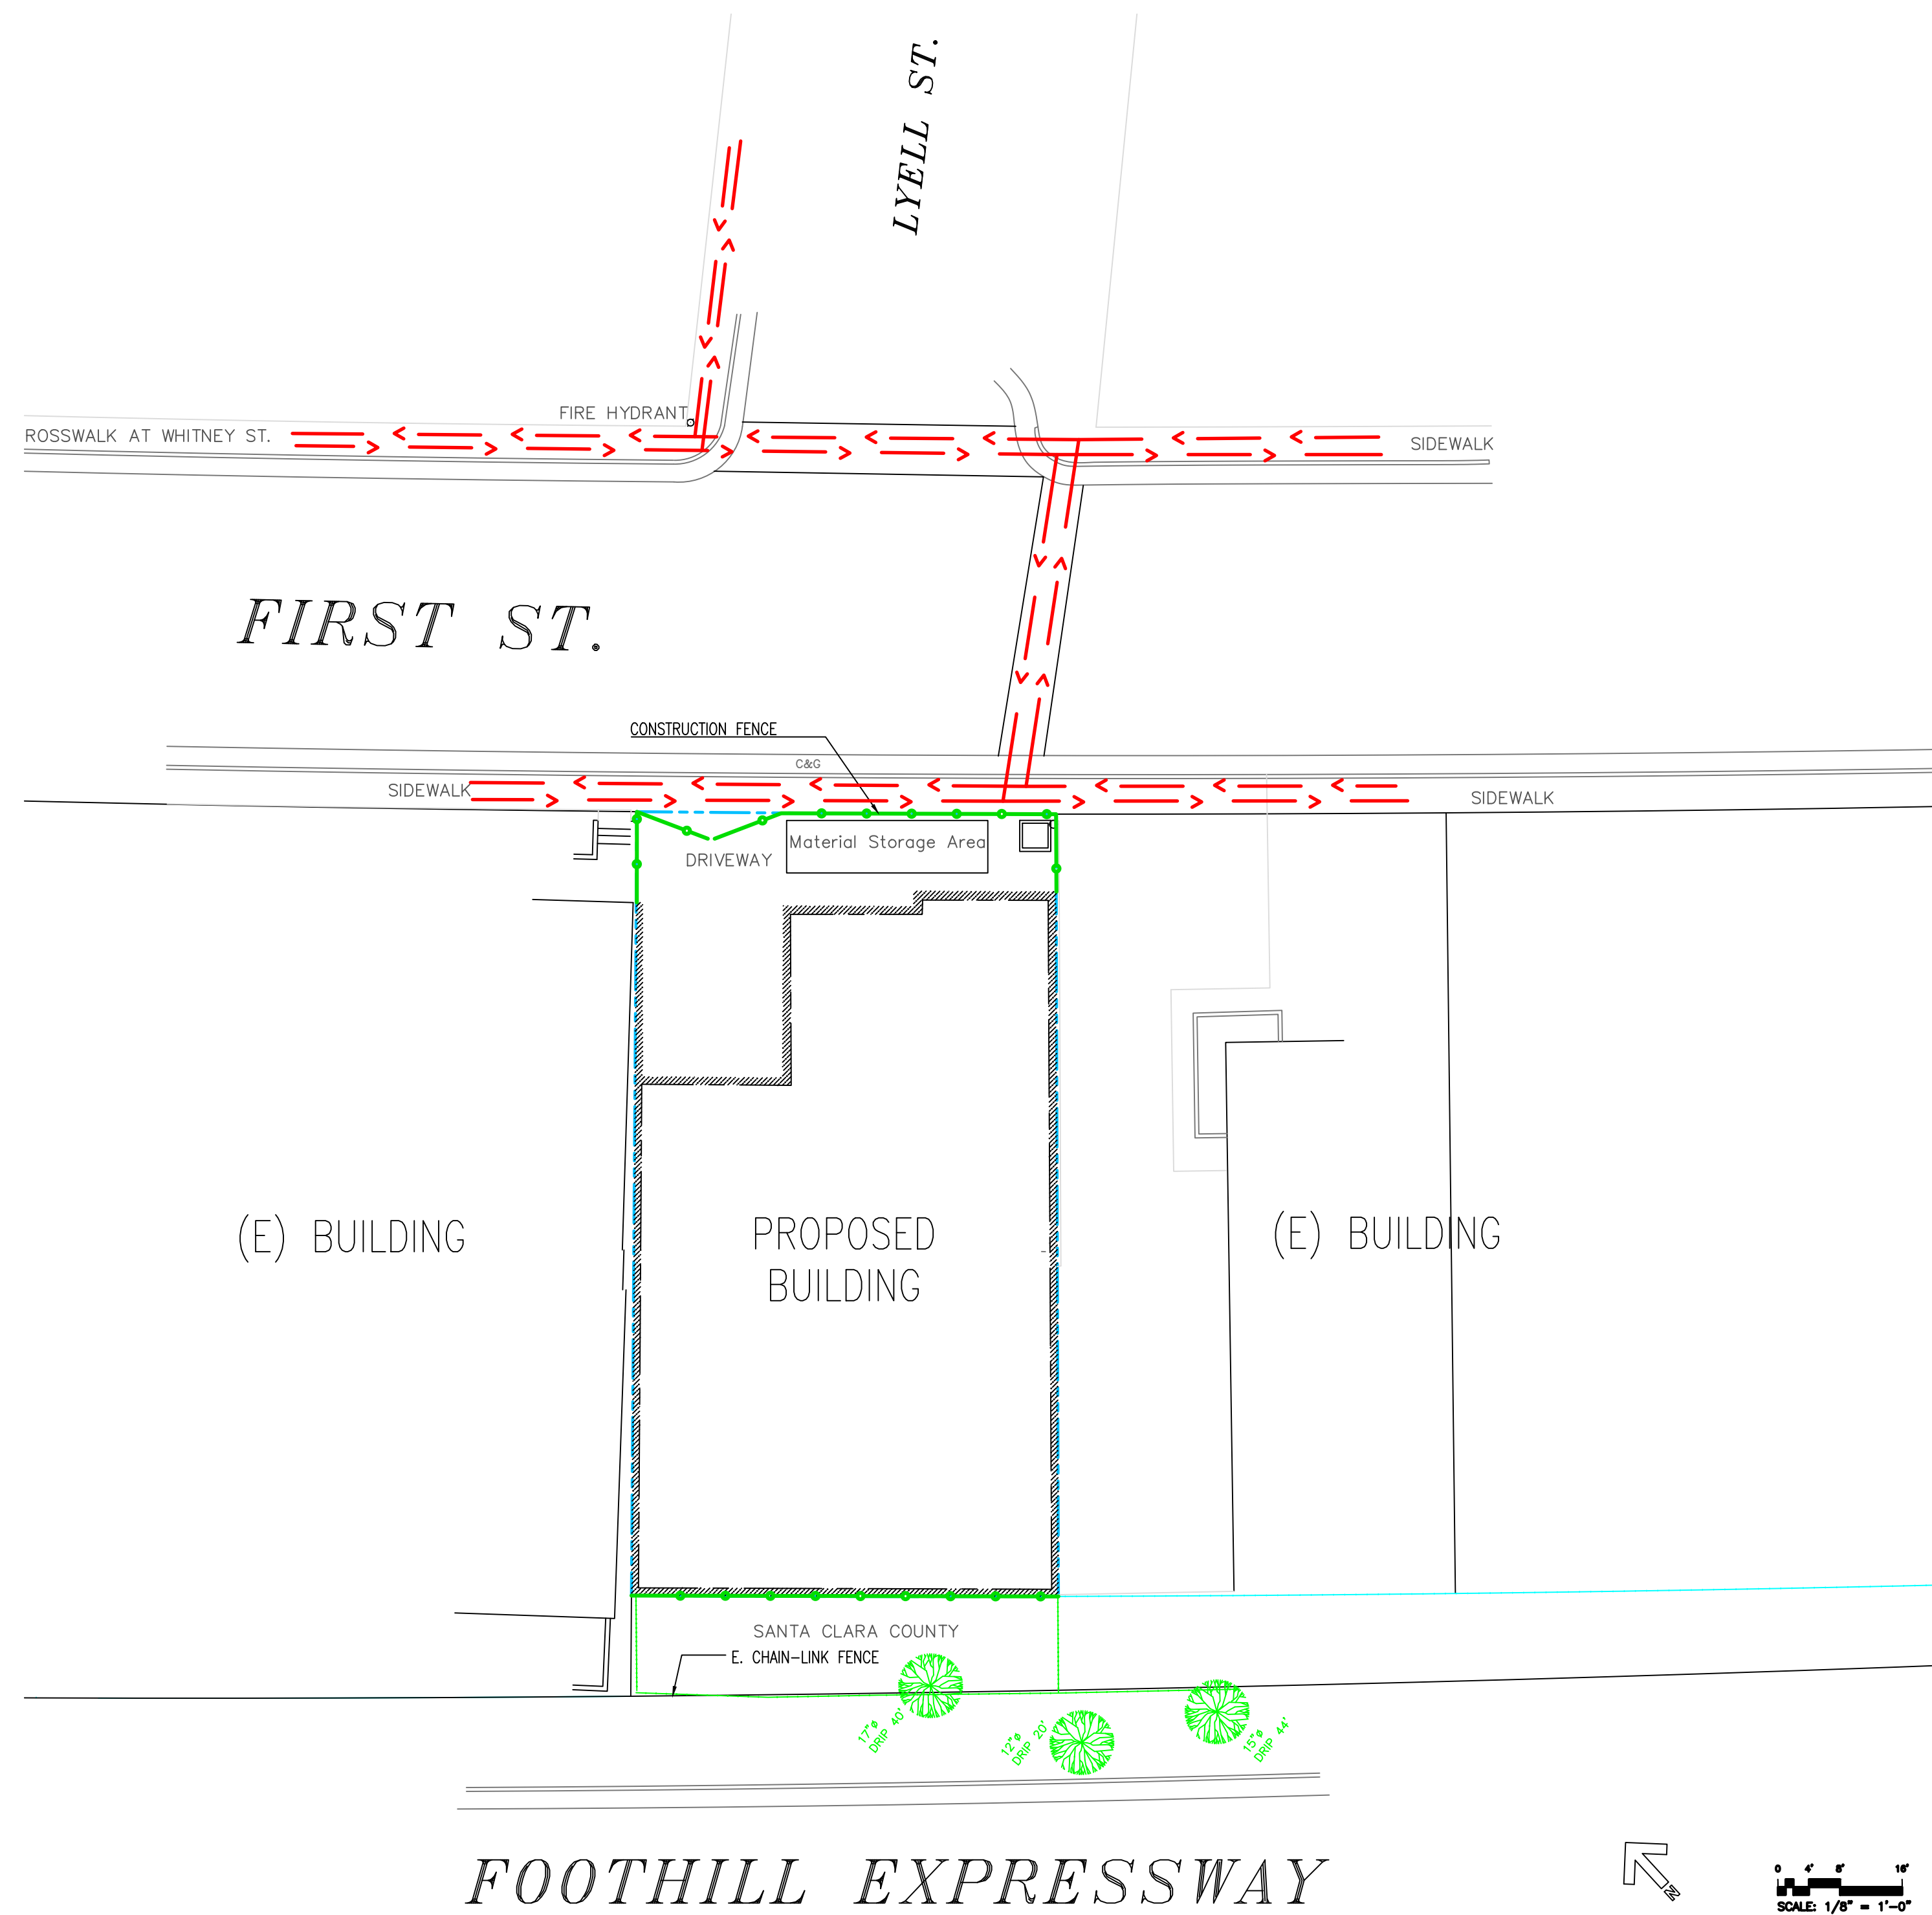 LYELL ST.
FIRE HYDRANT
ROSSWALK AT WHITNEY ST.
SIDEWALK
FIRST ST.
CONSTRUCTION FENCE
C&G
SIDEWALK
SIDEWALK
Material Storage Area
DRIVEWAY
(E) BUILDING
PROPOSED
BUILDING
(E) BUILDING
SANTA CLARA COUNTY
E. CHAIN-LINK FENCE
17"ø
DRIP 40'
12"ø
DRIP 20'
15"ø
DRIP 44'
FOOTHILL EXPRESSWAY
N
0 4' 8' 16'
SCALE: 1/8" = 1'-0"